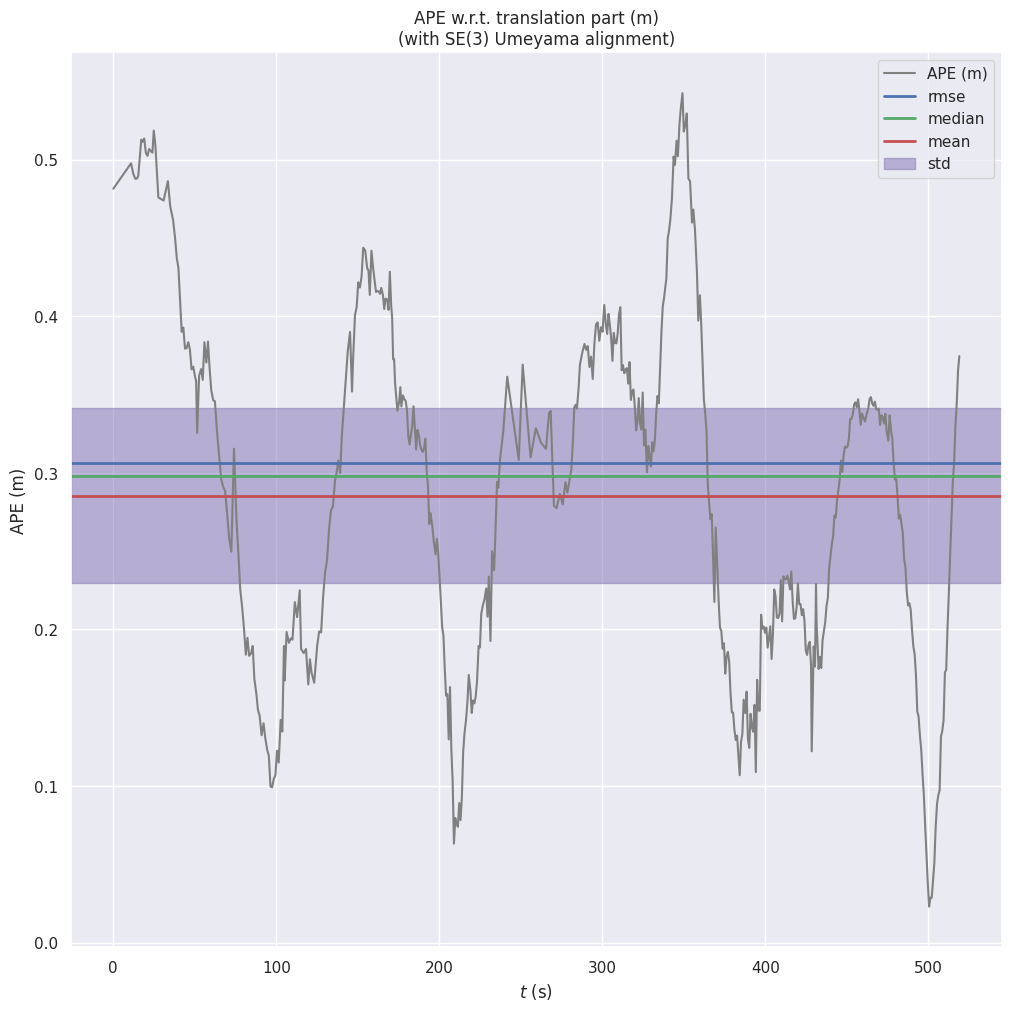 APE w.r.t. translation part (m)
(with SE(3) Umeyama alignment)
APE (m)
rmse
median
mean
std
APE (m)
0.5
0.4
0.3
0.2
0.1
0.0
0 100 200 300 400 500
t (s)